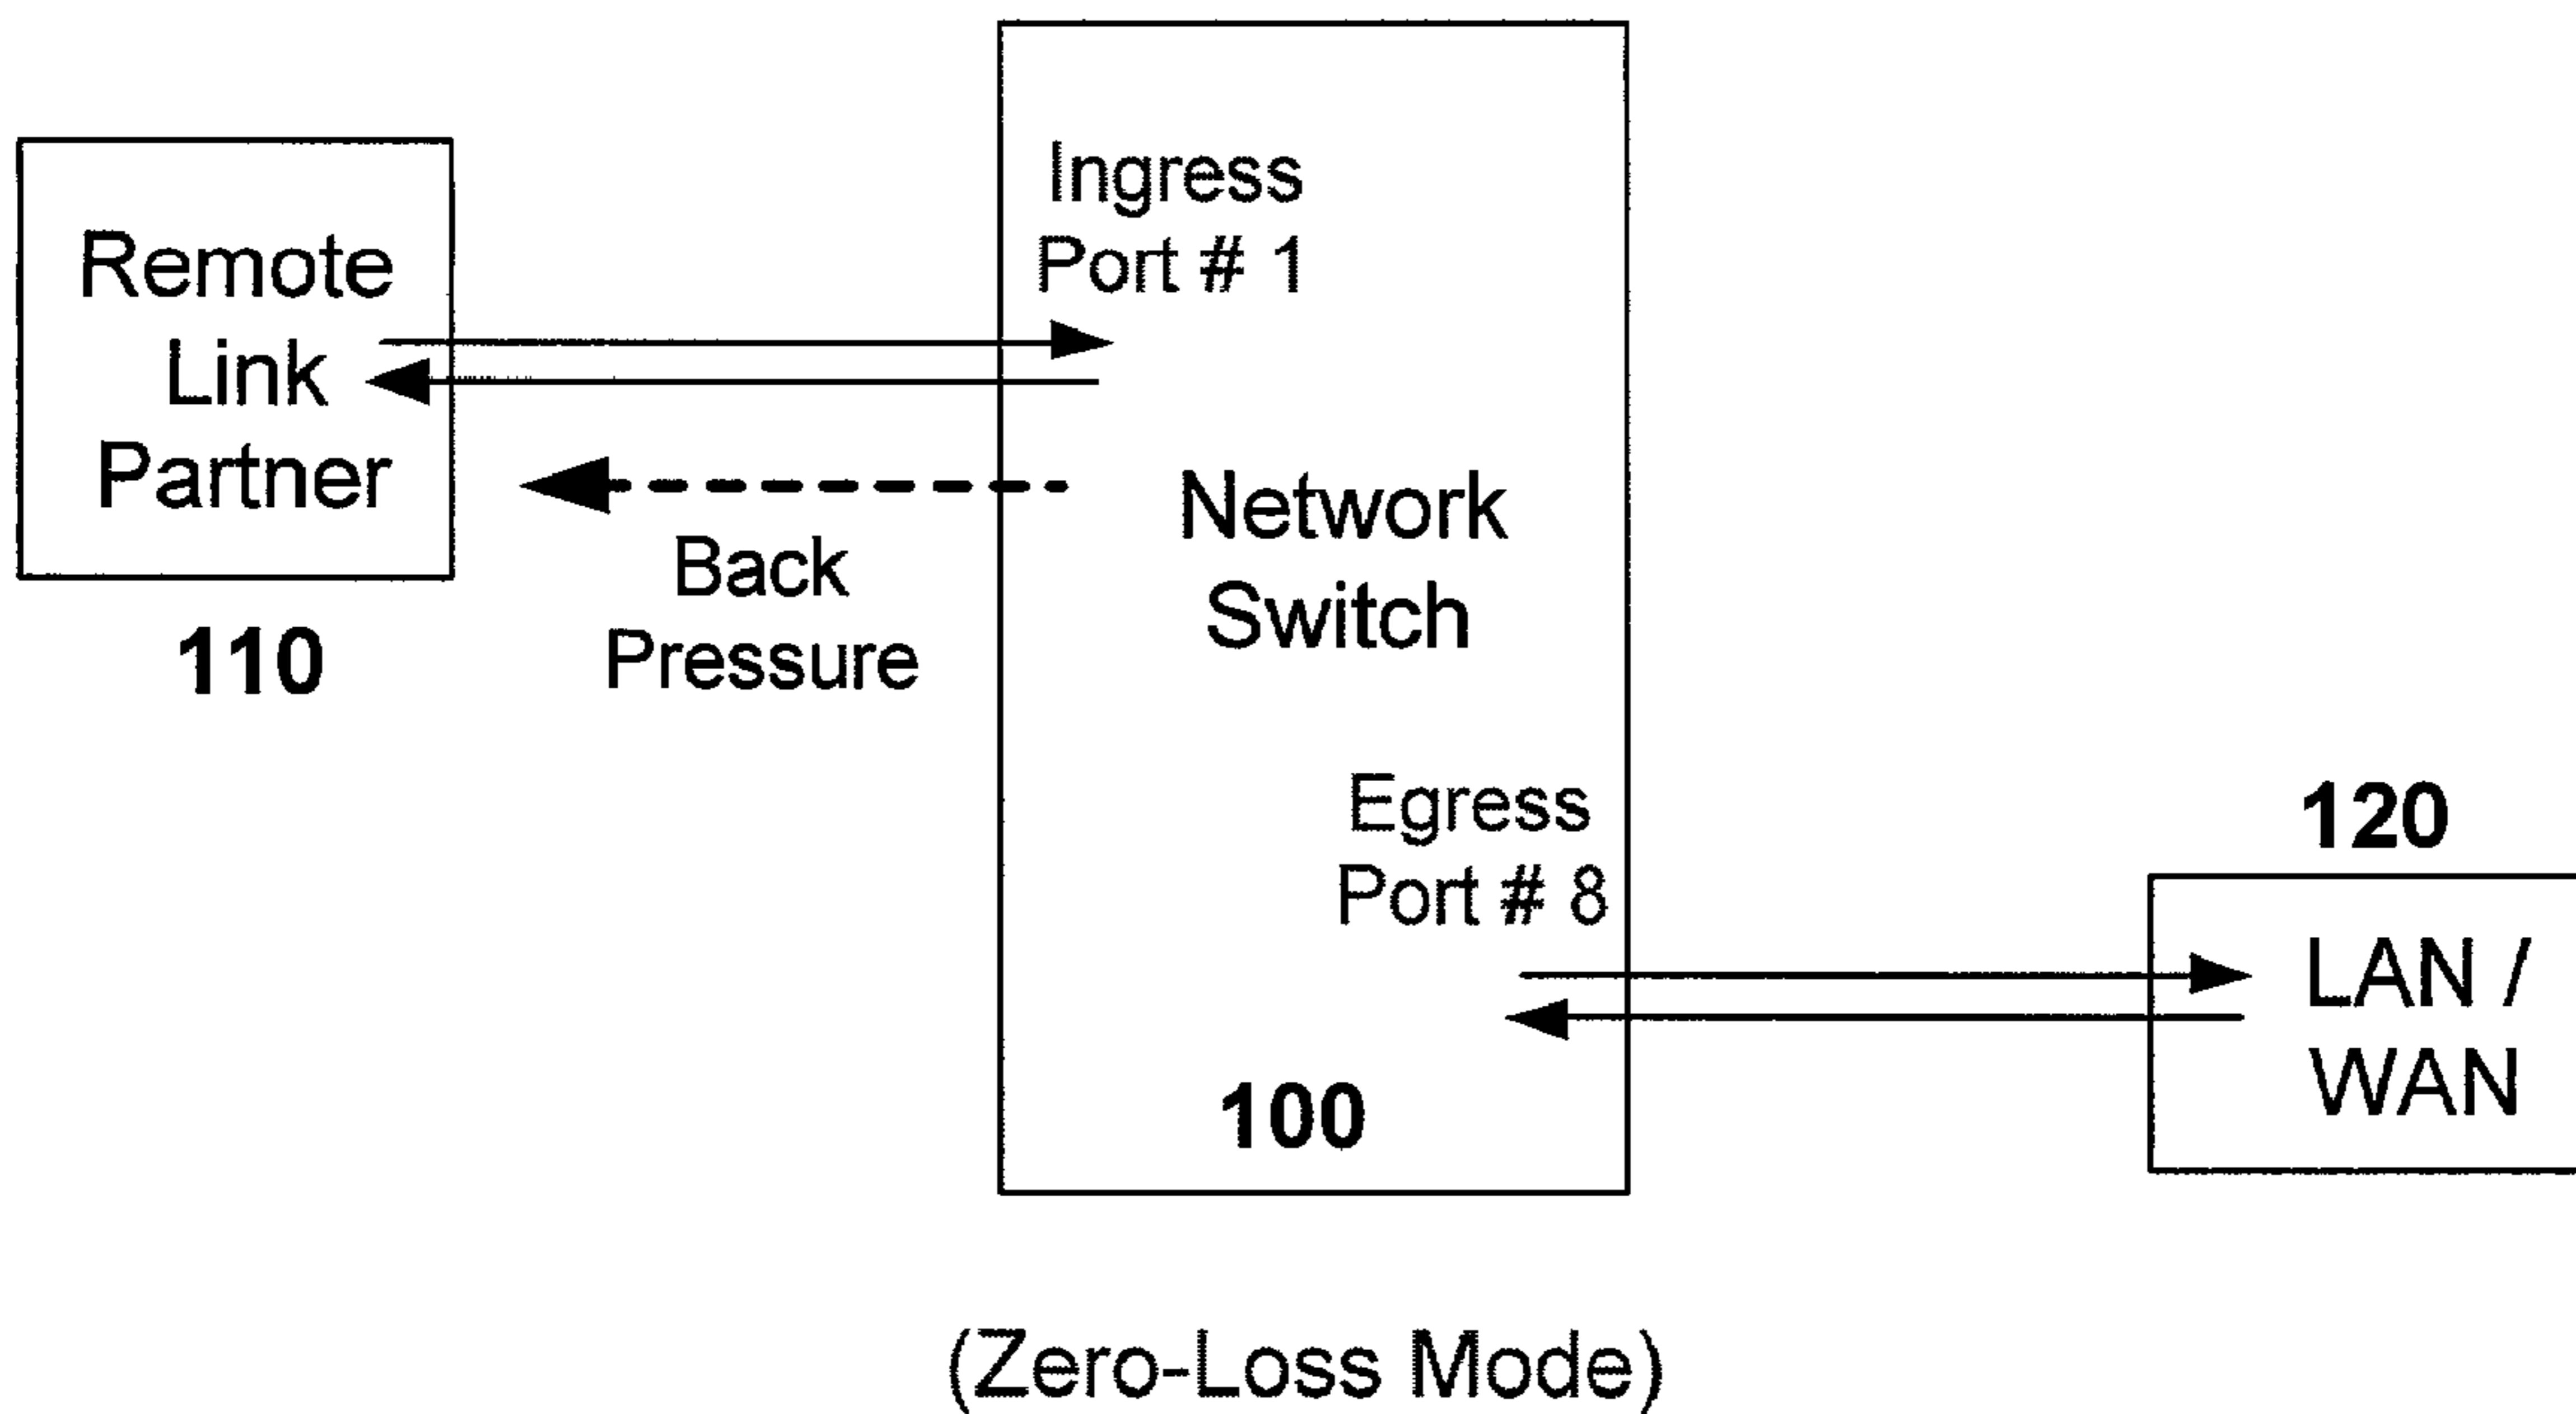 Remote
Link
Partner
110
Back
Pressure
Ingress
Port # 1
Network
Switch
Egress
Port # 8
100
120
LAN /
WAN
(Zero-Loss Mode)